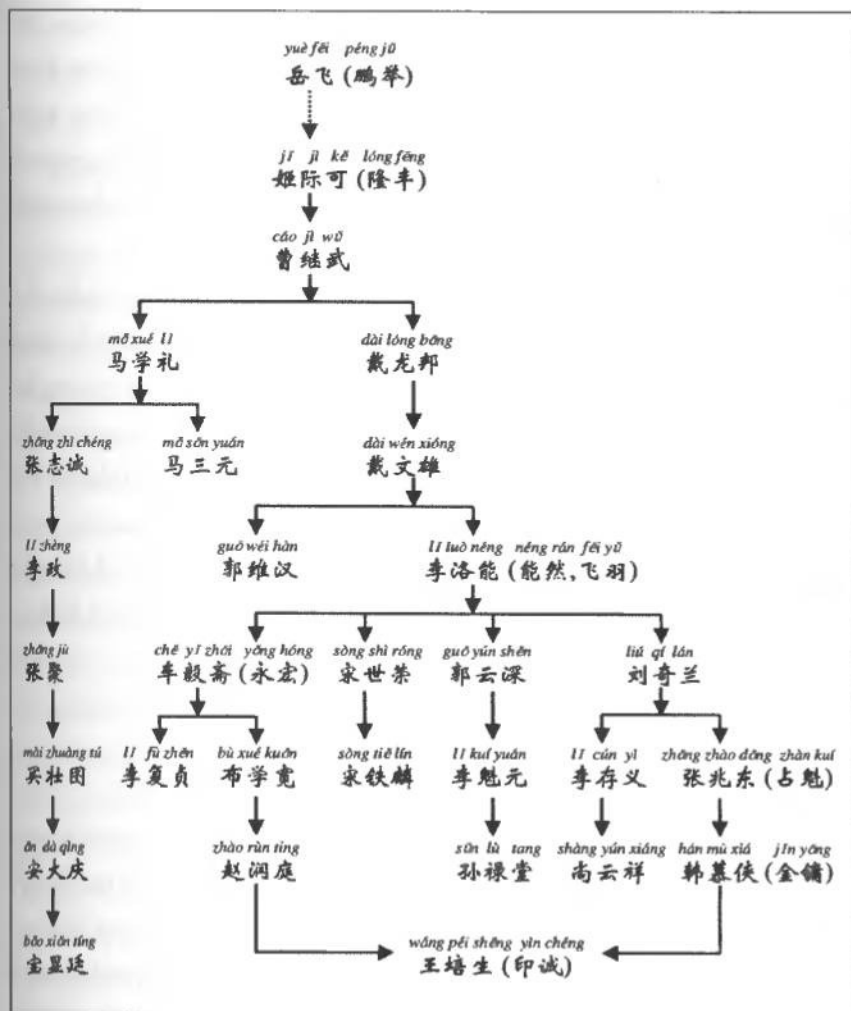 yuè fēi péng jǔ
岳飞(鹏举)
jī jì kě lóng fēng
姬际可(隆丰)
cáo jì wǔ
曹继武
mǎ xué lǐ dài lóng bāng
马学礼 戴龙邦
zhāng zhì chéng mǎ sān yuán dài wén xióng
张志诚 马三元 戴文雄
lǐ zhèng guō wéi hàn lǐ luò néng néng rán fēi yǔ
李政 郭维汉 李洛能(能然,飞羽)
zhāng jù chē yì zhāi yǒng hóng sòng shì róng guō yún shēn liú qí lán
张聚 车毅斋(永宏) 宋世荣 郭云深 刘奇兰
mǎi zhuàng tú lǐ fù zhēn bù xué kuān sòng tiě lín lǐ kuí yuán lǐ cún yì zhāng zhào dōng zhàn kuí
买壮图 李复贞 布学宽 宋铁麟 李魁元 李存义 张兆东(占魁)
ān dà qìng zhào rùn tíng sūn lù tang shàng yún xiáng hán mù xiá jīn yōng
安大庆 赵润庭 孙禄堂 尚云祥 韩慕侠(金镛)
bǎo xiǎn tíng wáng péi shēng yìn chéng
宝显廷 王培生(印诚)